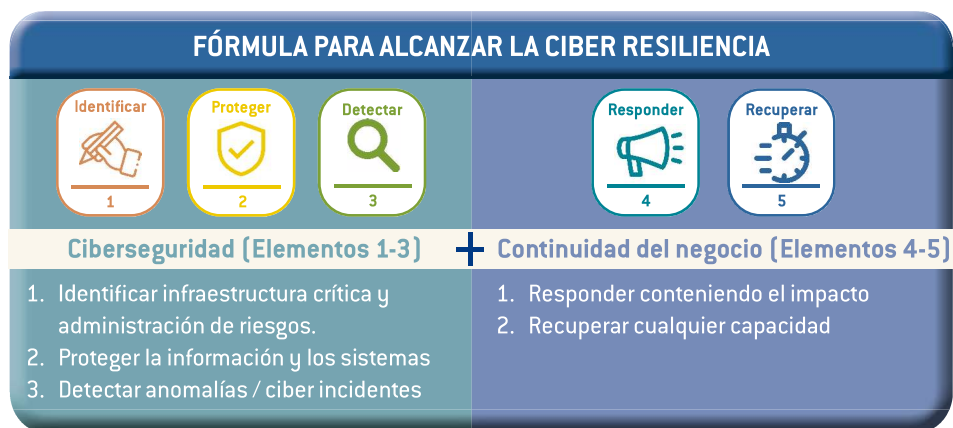 FÓRMULA PARA ALCANZAR LA CIBER RESILIENCIA
Identificar
1
Proteger
2
Detectar
3
Responder
4
Recuperar
5
Ciberseguridad (Elementos 1-3)
+
Continuidad del negocio (Elementos 4-5)
1. Identificar infraestructura crítica y
administración de riesgos.
2. Proteger la información y los sistemas
3. Detectar anomalías / ciber incidentes
1. Responder conteniendo el impacto
2. Recuperar cualquier capacidad